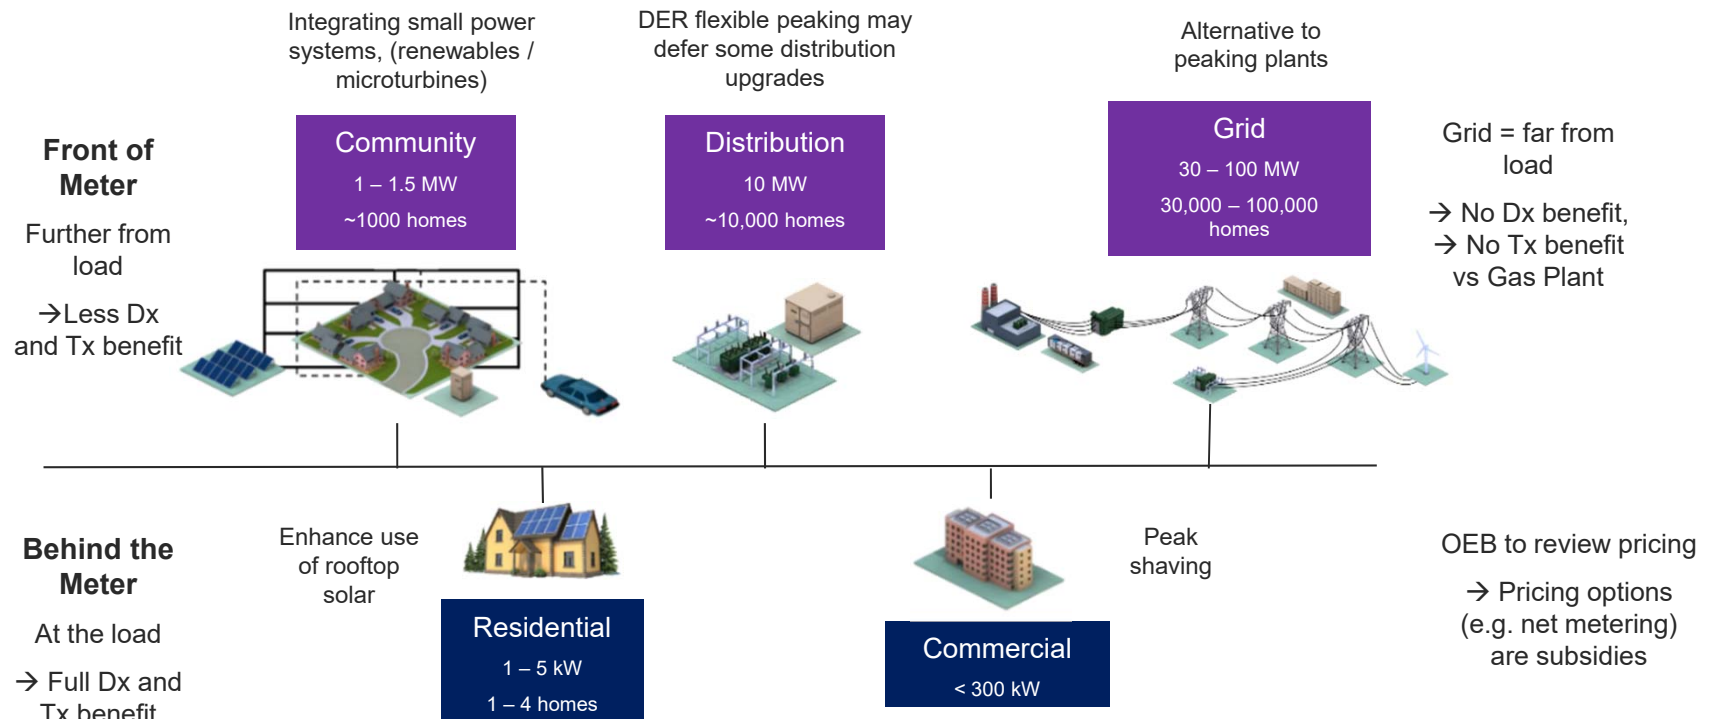 Integrating small power
systems, (renewables /
microturbines)
DER flexible peaking may
defer some distribution
upgrades
Alternative to
peaking plants
Front of
Meter
Further from
load
→Less Dx
and Tx benefit
Community
1 – 1.5 MW
~1000 homes
Distribution
10 MW
~10,000 homes
Grid
30 – 100 MW
30,000 – 100,000
homes
Grid = far from
load
→ No Dx benefit,
→ No Tx benefit
vs Gas Plant
Behind the
Meter
At the load
→ Full Dx and
Tx benefit
Enhance use
of rooftop
solar
Residential
1 – 5 kW
1 – 4 homes
Commercial
< 300 kW
Peak
shaving
OEB to review pricing
→ Pricing options
(e.g. net metering)
are subsidies